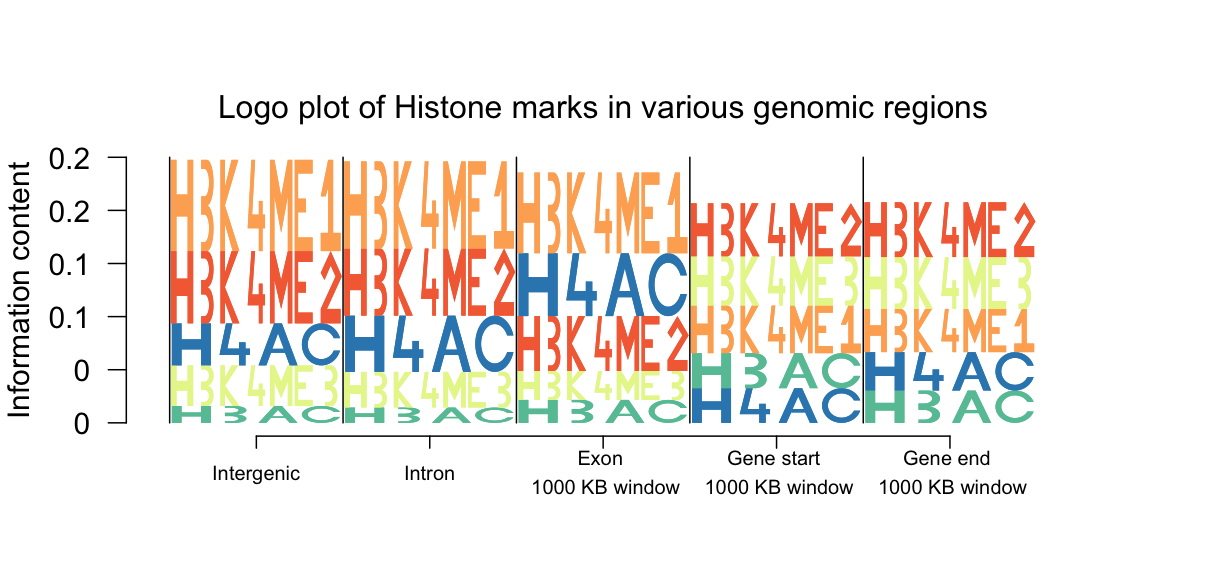 Logo plot of Histone marks in various genomic regions
Information content
0.2
0.2
0.1
0.1
0
0
H3K4ME1
H3K4ME2
H4AC
H3K4ME3
H3AC
H3K4ME1
H3K4ME2
H4AC
H3K4ME3
H3AC
H3K4ME1
H4AC
H3K4ME2
H3K4ME3
H3AC
H3K4ME2
H3K4ME3
H3K4ME1
H3AC
H4AC
H3K4ME2
H3K4ME3
H3K4ME1
H4AC
H3AC
Intergenic
Intron
Exon
1000 KB window
Gene start
1000 KB window
Gene end
1000 KB window